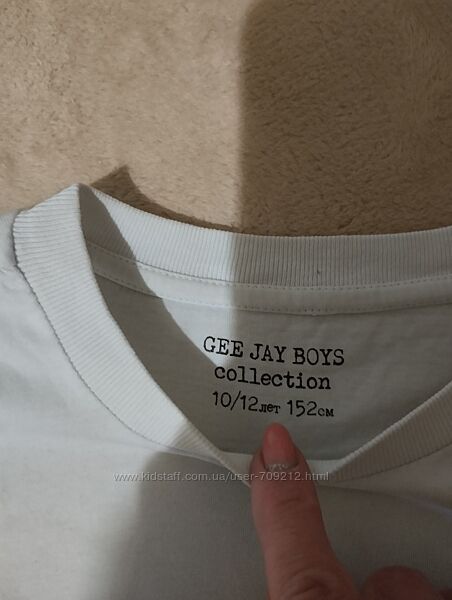 GEE JAY BOYS
collection
10/12лет 152см
www.kidstaff.com.ua/user-709212.html